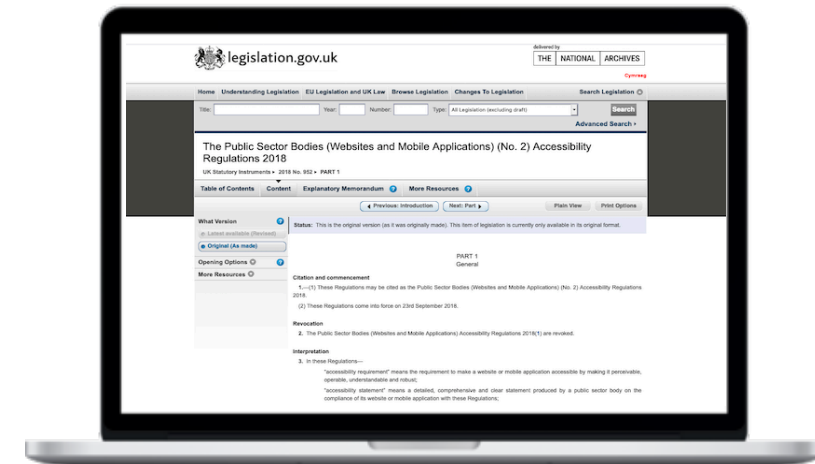 legislation.gov.uk
delivered by
THE NATIONAL ARCHIVES
Cymraeg
Home Understanding Legislation EU Legislation and UK Law Browse Legislation Changes To Legislation Search Legislation
Title: Year: Number: Type: All Legislation (excluding draft) Search
Advanced Search
The Public Sector Bodies (Websites and Mobile Applications) (No. 2) Accessibility
Regulations 2018
UK Statutory Instruments ▸ 2018 No. 952 ▸ PART 1
Table of Contents Content Explanatory Memorandum ? More Resources ?
Previous: Introduction Next: Part Plain View Print Options
What Version ?
Latest available (Revised)
Original (As made)
Opening Options
More Resources
Status: This is the original version (as it was originally made). This item of legislation is currently only available in its original format.
PART 1
General
Citation and commencement
1.—(1) These Regulations may be cited as the Public Sector Bodies (Websites and Mobile Applications) (No. 2) Accessibility Regulations
2018.
(2) These Regulations come into force on 23rd September 2018.
Revocation
2. The Public Sector Bodies (Websites and Mobile Applications) Accessibility Regulations 2018(1) are revoked.
Interpretation
3. In these Regulations—
"accessibility requirement" means the requirement to make a website or mobile application accessible by making it perceivable,
operable, understandable and robust;
"accessibility statement" means a detailed, comprehensive and clear statement produced by a public sector body on the
compliance of its website or mobile application with these Regulations;